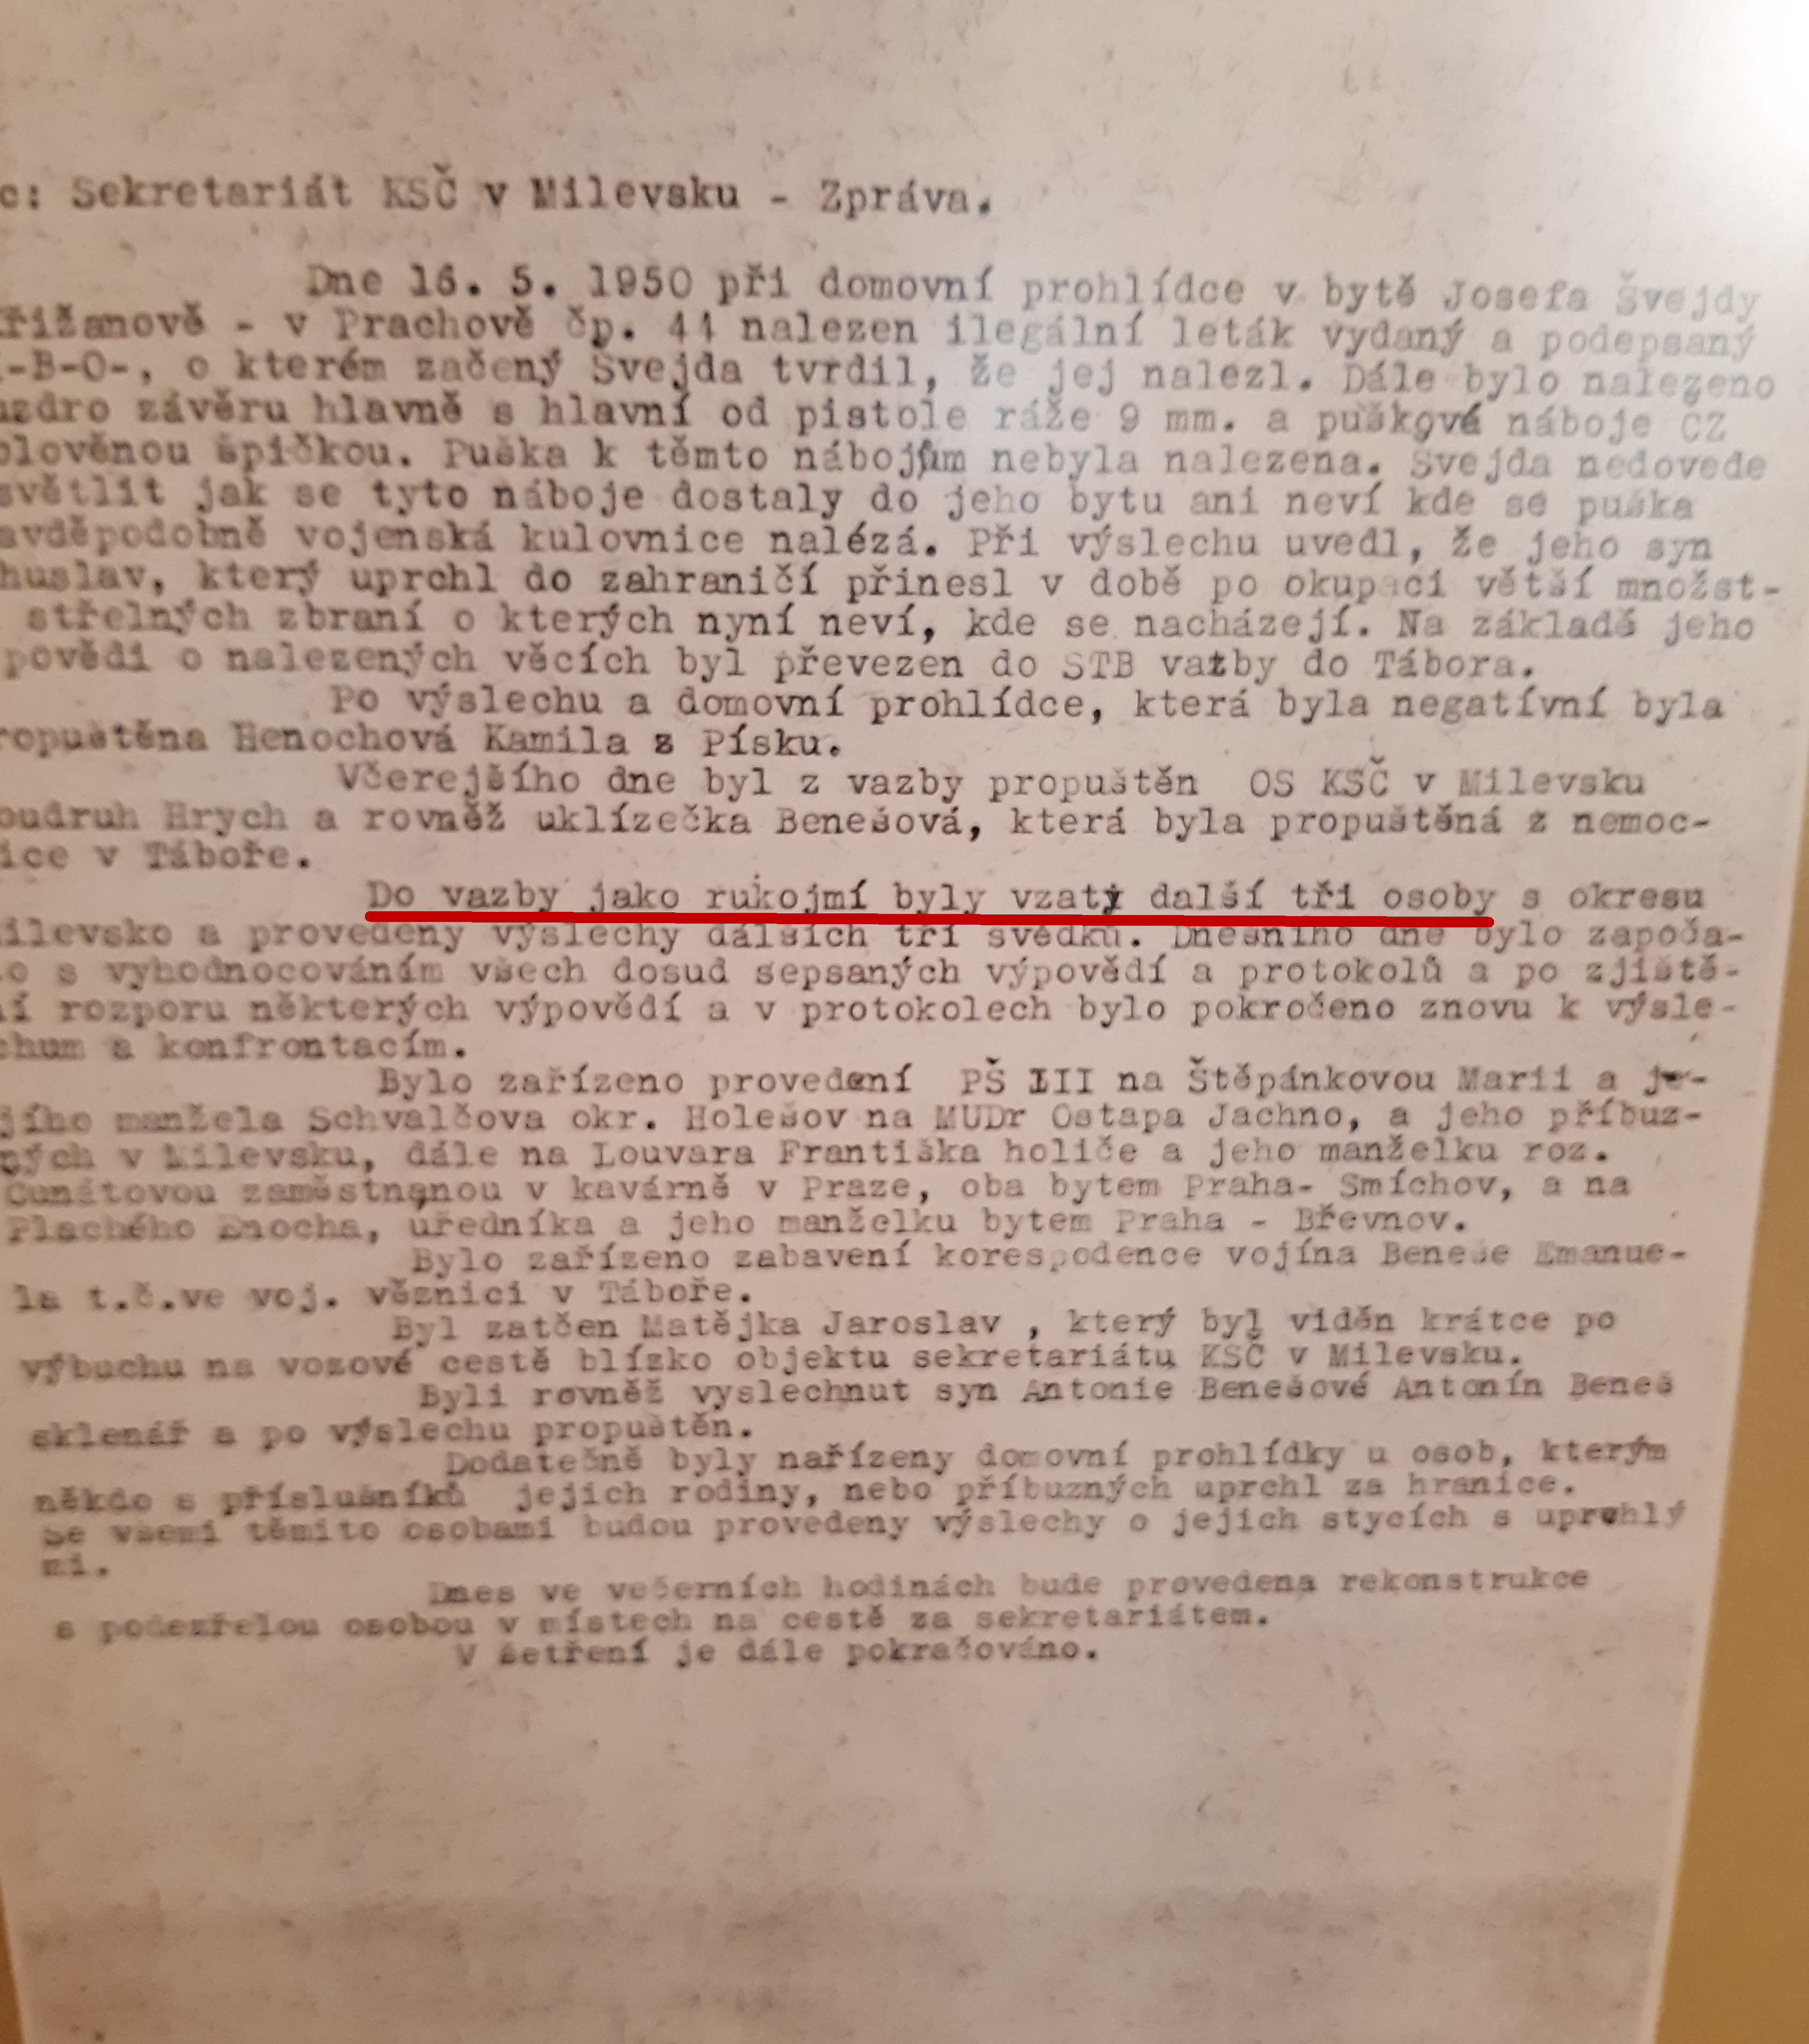 c: Sekretariát KSČ v Milevsku - Zpráva.
Dne 16. 5. 1950 při domovní prohlídce v bytě Josefa Švejdy
řižanově - v Prachově čp. 44 nalezen ilegální leták vydaný a podepsaný
-B-O-, o kterém začený Švejda tvrdil, že jej nalezl. Dále bylo nalezeno
uzdro závěru hlavně s hlavní od pistole ráže 9 mm. a puškové náboje ČZ
olověnou špičkou. Puška k těmto nábojům nebyla nalezena. Svejda nedovede
světlit jak se tyto náboje dostaly do jeho bytu ani neví kde se puška
avděpodobně vojenská kulovnice nalézá. Při výslechu uvedl, že jeho syn
huslav, který uprchl do zahraničí přinesl v době po okupaci větší množst-
střelných zbraní o kterých nyní neví, kde se nacházejí. Na základě jeho
povědi o nalezených věcích byl převezen do STB vazby do Tábora.
Po výslechu a domovní prohlídce, která byla negatívní byla
ropuštěna Henochová Kamila z Písku.
Včerejšího dne byl z vazby propuštěn OS KSČ v Milevsku
oudruh Hrych a rovněž uklízečka Benešová, která byla propuštěná z nemoc-
ice v Táboře.
Do vazby jako rukojmí byly vzaty další tři osoby s okresu
ilevsko a provedeny výslechy dalších tří svědků. Dnešního dne bylo započa-
o s vyhodnocováním všech dosud sepsaných výpovědí a protokolů a po zjiště-
í rozporu některých výpovědí a v protokolech bylo pokročeno znovu k výsle-
chum a konfrontacím.
Bylo zařízeno provedení PŠ III na Štěpánkovou Marii a je-
jího manžela Schvalčova okr. Holešov na MUDr Ostapa Jachno, a jeho příbuz-
ných v Milevsku, dále na Louvara Františka holiče a jeho manželku roz.
Cunátovou zaměstnanou v kavárně v Praze, oba bytem Praha- Smíchov, a na
Plachého Enocha, úředníka a jeho manželku bytem Praha - Břevnov.
Bylo zařízeno zabavení korespodence vojína Beneše Emanue-
la t.č.ve voj. věznici v Táboře.
Byl zatčen Matějka Jaroslav , který byl viděn krátce po
výbuchu na vozové cestě blízko objektu sekretariátu KSČ v Milevsku.
Byli rovněž vyslechnut syn Antonie Benešové Antonín Beneš
sklenář a po výslechu propuštěn.
Dodatečně byly nařízeny domovní prohlídky u osob, kterým
někdo s příslušníků jejich rodiny, nebo příbuzných uprchl za hranice.
Se všemi těmito osobami budou provedeny výslechy o jejich stycích s uprchlý
mi.
Dnes ve večerních hodinách bude provedena rekonstrukce
s podezřelou osobou v místech na cestě za sekretariátem.
V šetření je dále pokračováno.